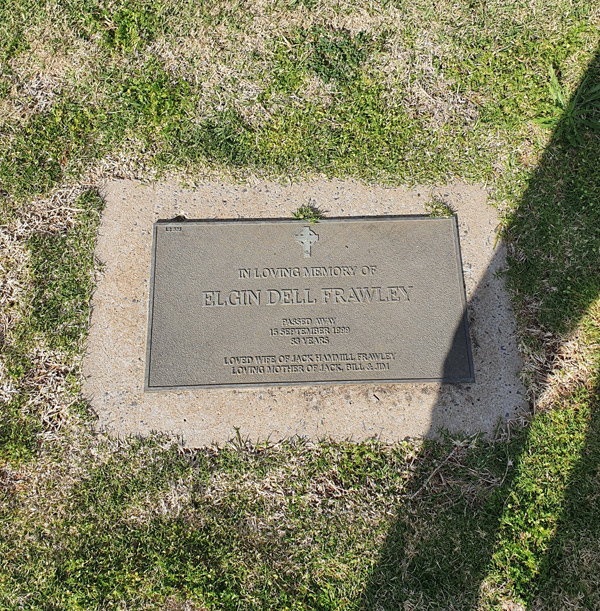 IN LOVING MEMORY OF
ELGIN DELL FRAWLEY
PASSED AWAY
15 SEPTEMBER 1999
83 YEARS
LOVED WIFE OF JACK HAMMILL FRAWLEY
LOVING MOTHER OF JACK, BILL & JIM